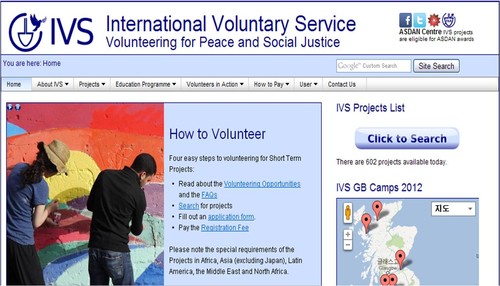 IVS
International Voluntary Service
Volunteering for Peace and Social Justice
ASDAN Centre IVS projects
are eligible for ASDAN awards
You are here: Home
Google™ Custom Search
Site Search
Home
About IVS
Projects
Education Programme
Volunteers in Action
How to Pay
User
Contact Us
How to Volunteer
Four easy steps to volunteering for Short Term
Projects:
Read about the Volunteering Opportunities
and the FAQs
Search for projects
Fill out an application form.
Pay the Registration Fee
Please note the special requirements of the
Projects in Africa, Asia (excluding Japan), Latin
America, the Middle East and North Africa.
IVS Projects List
Click to Search
There are 602 projects available today.
IVS GB Camps 2012
지도